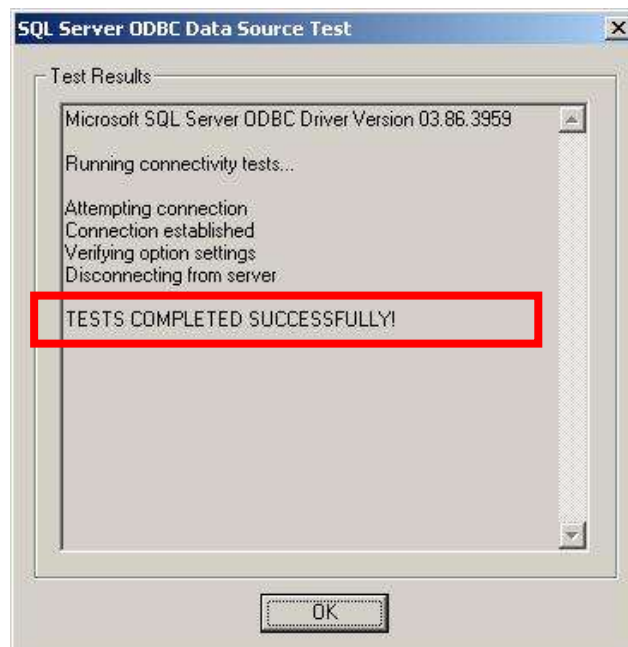 SQL Server ODBC Data Source Test
Test Results
Microsoft SQL Server ODBC Driver Version 03.86.3959
Running connectivity tests...
Attempting connection
Connection established
Verifying option settings
Disconnecting from server
TESTS COMPLETED SUCCESSFULLY!
OK